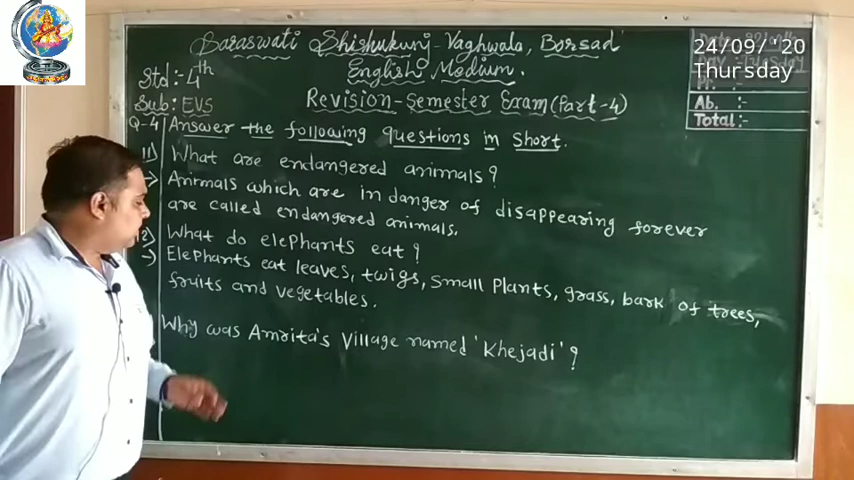 Saraswati Shishukunj-Vaghwala, Borsad
English Medium.
Std:-4th
Sub: EVS
Revision-Semester Exam (Part-4)
24/09/'20
Thursday
P. :-
Ab. :-
Total:-
Q-4 Answer the following questions in short.
11) What are endangered animals?
→ Animals which are in danger of disappearing forever
are called endangered animals.
12) What do elephants eat?
→ Elephants eat leaves, twigs, small plants, grass, bark of trees,
fruits and vegetables.
Why was Amrita's Village named 'Khejadi'?